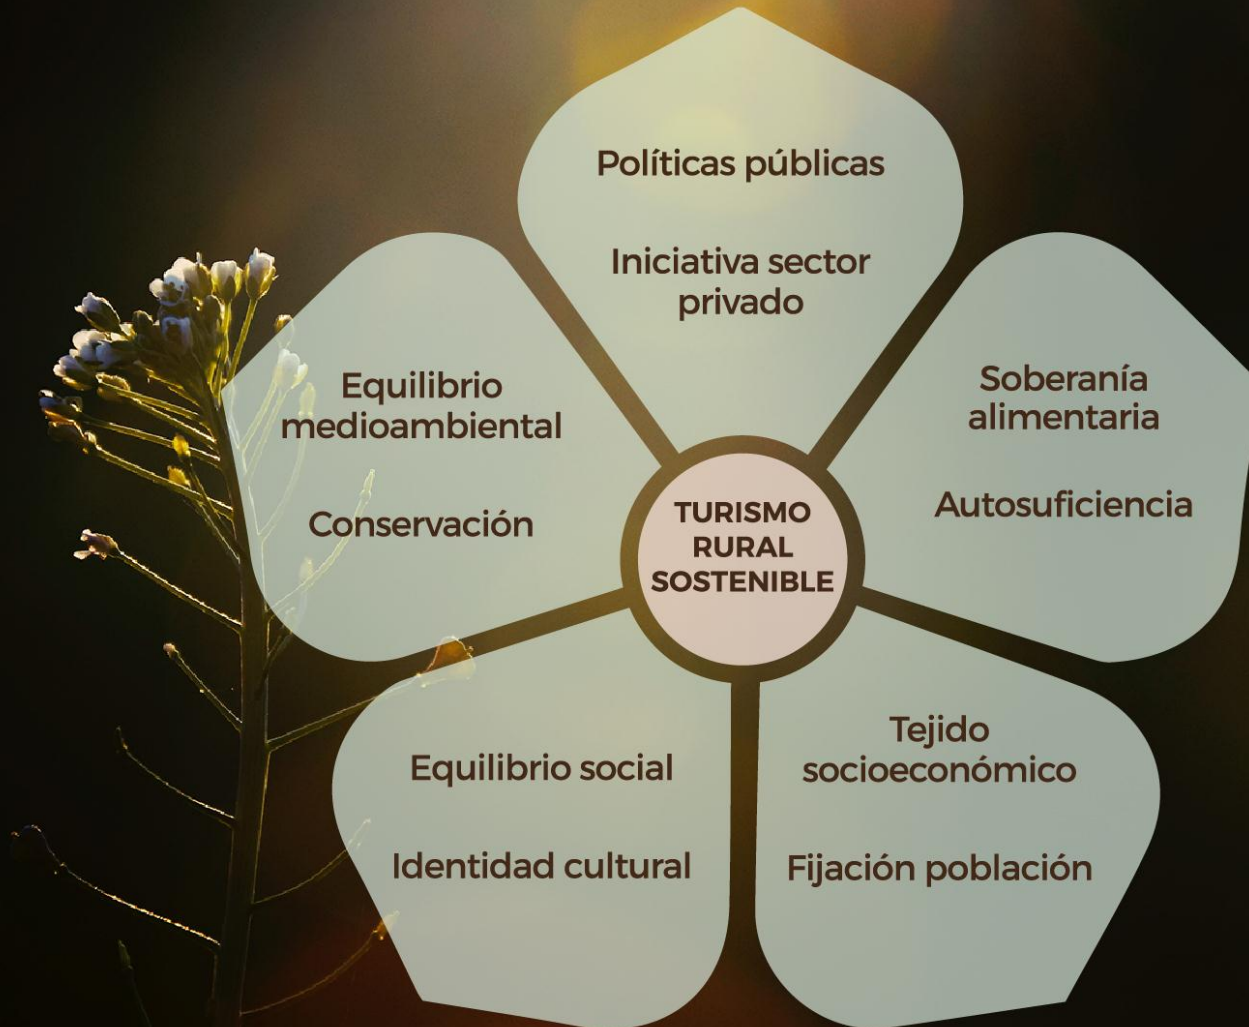 Políticas públicas
Iniciativa sector
privado
Equilibrio
medioambiental
Conservación
Soberanía
alimentaria
Autosuficiencia
TURISMO
RURAL
SOSTENIBLE
Equilibrio social
Identidad cultural
Tejido
socioeconómico
Fijación población